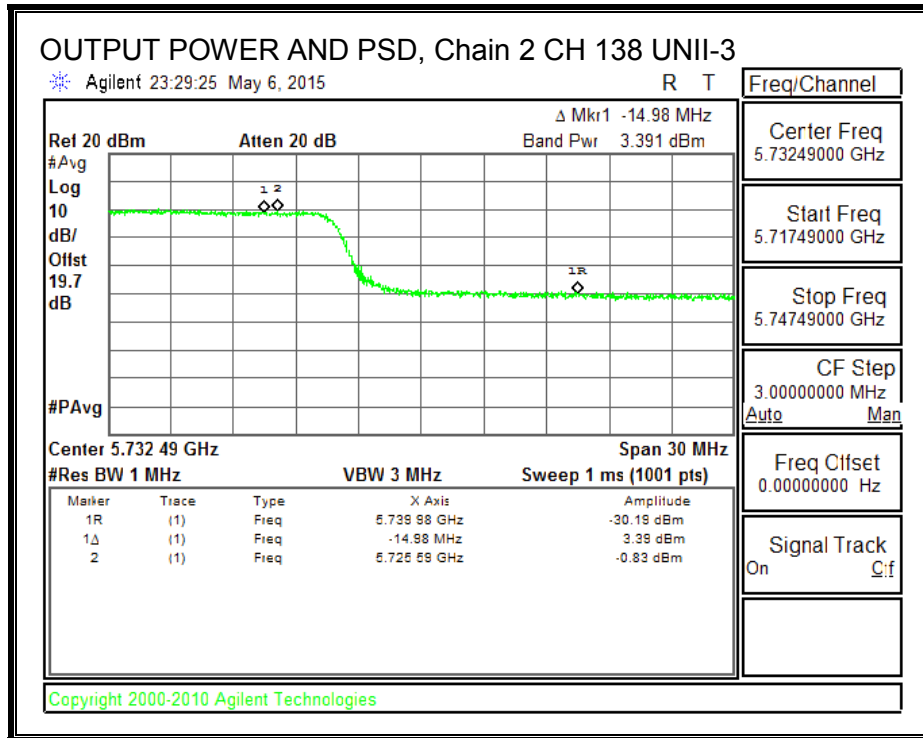 OUTPUT POWER AND PSD, Chain 2 CH 138 UNII-3
Agilent 23:29:25 May 6, 2015 R T
Freq/Channel
Δ Mkr1 -14.98 MHz
Ref 20 dBm Atten 20 dB Band Pwr 3.391 dBm
#Avg
Log
10
dB/
Offst
19.7
dB
1 2
1R
#PAvg
Center 5.732 49 GHz Span 30 MHz
#Res BW 1 MHz VBW 3 MHz Sweep 1 ms (1001 pts)
Marker Trace Type X Axis Amplitude
1R (1) Freq 5.739 98 GHz -30.19 dBm
1Δ (1) Freq -14.98 MHz 3.39 dBm
2 (1) Freq 5.725 59 GHz -0.83 dBm
Center Freq
5.73249000 GHz
Start Freq
5.71749000 GHz
Stop Freq
5.74749000 GHz
CF Step
3.00000000 MHz
Auto Man
Freq Offset
0.00000000 Hz
Signal Track
On Off
Copyright 2000-2010 Agilent Technologies